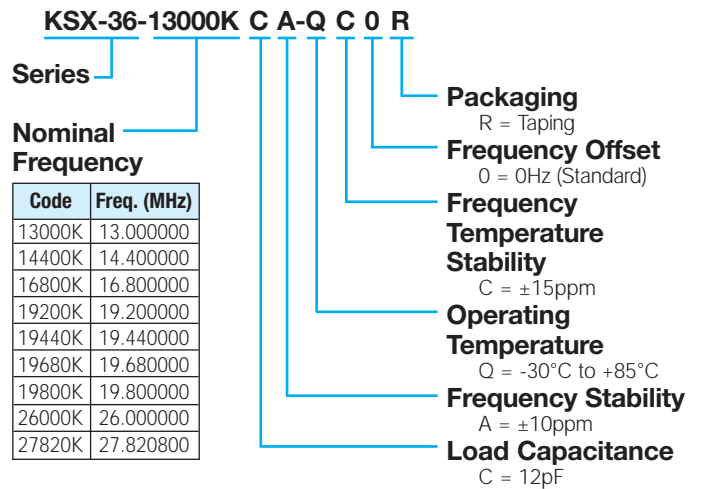 KSX-36-13000K C A-Q C 0 R
Series
Nominal
Frequency
Code Freq. (MHz)
13000K 13.000000
14400K 14.400000
16800K 16.800000
19200K 19.200000
19440K 19.440000
19680K 19.680000
19800K 19.800000
26000K 26.000000
27820K 27.820800
Packaging
R = Taping
Frequency Offset
0 = 0Hz (Standard)
Frequency
Temperature
Stability
C = ±15ppm
Operating
Temperature
Q = -30°C to +85°C
Frequency Stability
A = ±10ppm
Load Capacitance
C = 12pF